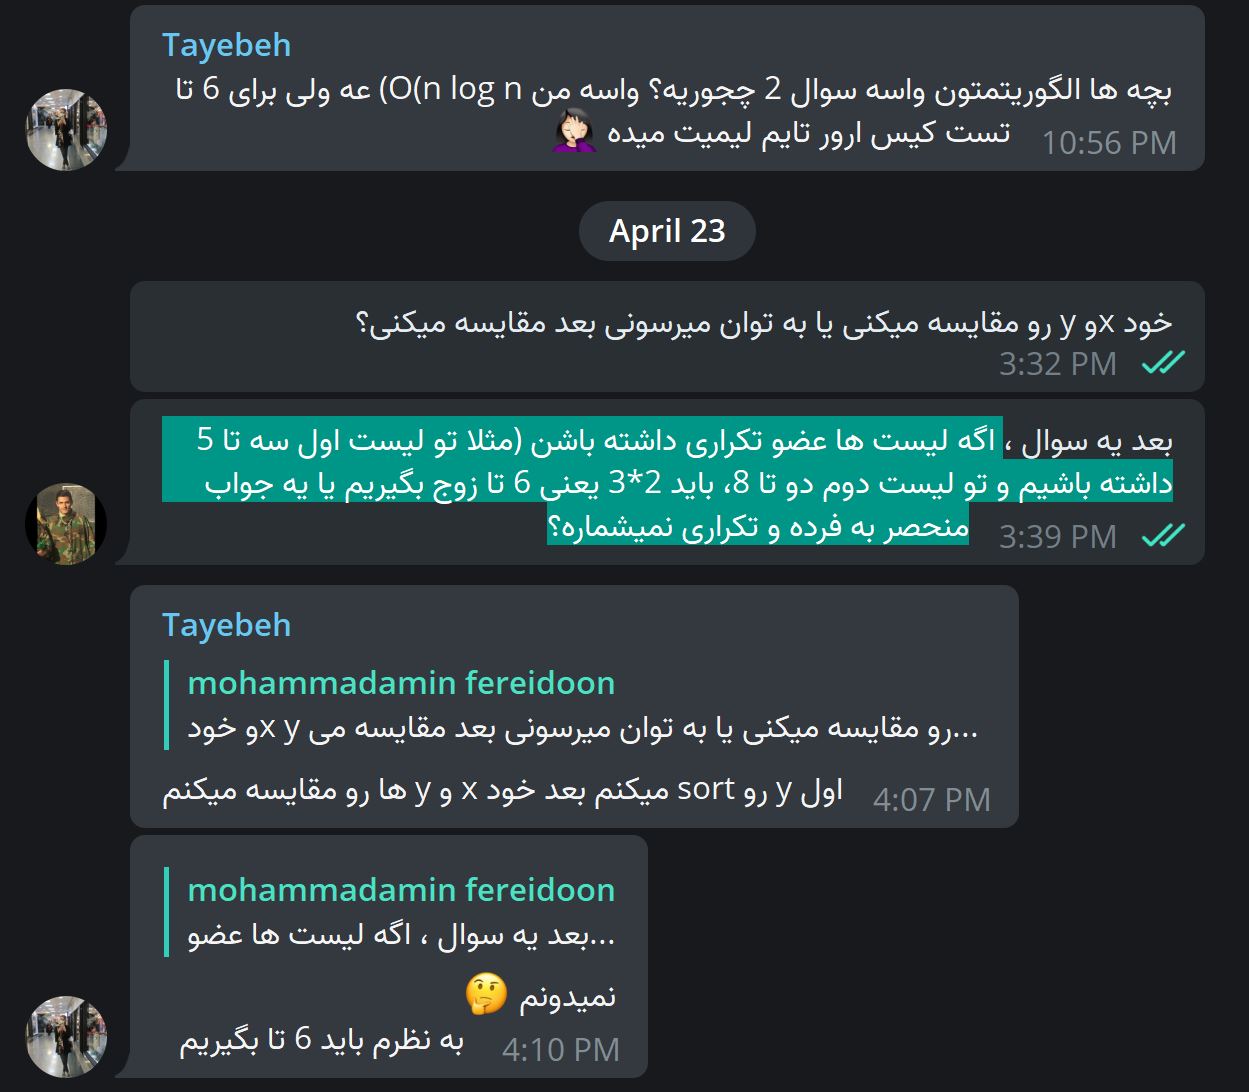 Tayebeh
بچه ها الگوریتمتون واسه سوال 2 چجوریه؟ واسه من O(n log n) عه ولی برای 6 تا
تست کیس ارور تایم لیمیت میده 🤦🏻‍♀️
10:56 PM
April 23
خود xو y رو مقایسه میکنی یا به توان میرسونی بعد مقایسه میکنی؟
3:32 PM
بعد یه سوال ، اگه لیست ها عضو تکراری داشته باشن (مثلا تو لیست اول سه تا 5
داشته باشیم و تو لیست دوم دو تا 8، باید 2*3 یعنی 6 تا زوج بگیریم یا یه جواب
منحصر به فرده و تکراری نمیشماره؟
3:39 PM
Tayebeh
mohammadamin fereidoon
خود xو y رو مقایسه میکنی یا به توان میرسونی بعد مقایسه می...
اول y رو sort میکنم بعد خود x و y ها رو مقایسه میکنم
4:07 PM
mohammadamin fereidoon
بعد یه سوال ، اگه لیست ها عضو...
نمیدونم 🤔
به نظرم باید 6 تا بگیریم
4:10 PM